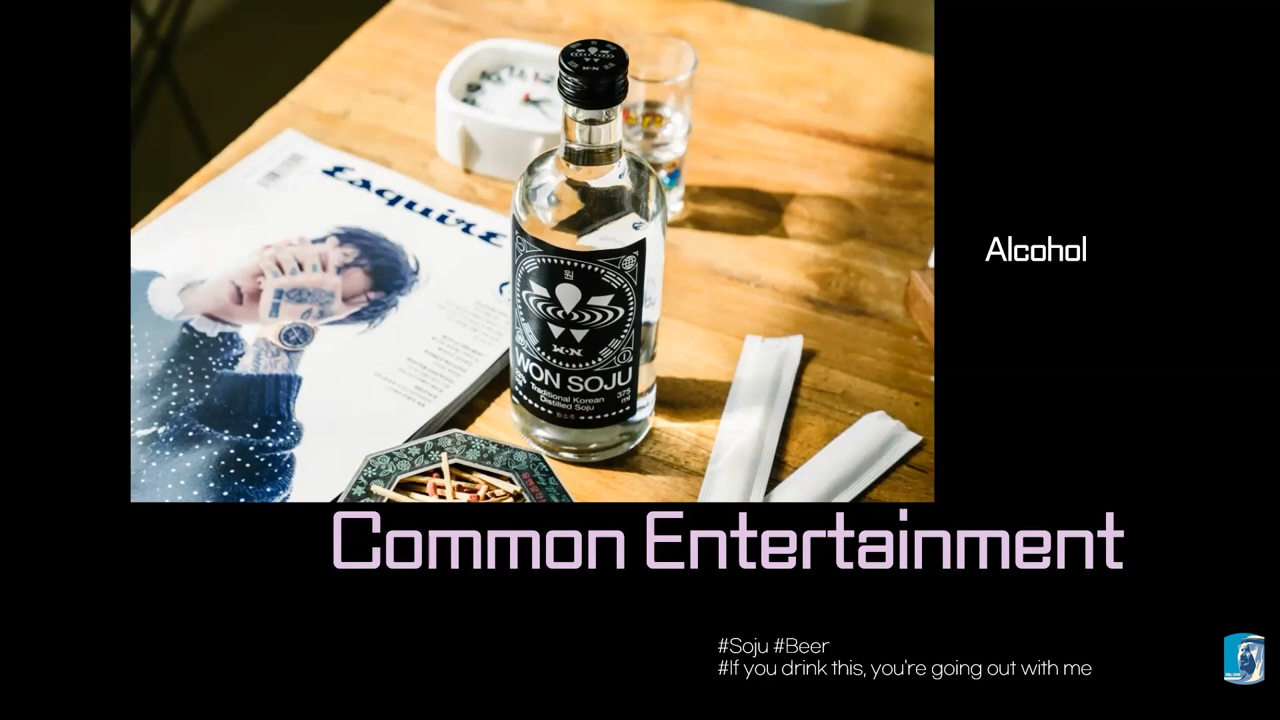 Esquire
원
W·N
WON SOJU
Traditional Korean
Distilled Soju
375
ml
Alcohol
Common Entertainment
#Soju #Beer
#If you drink this, you're going out with me